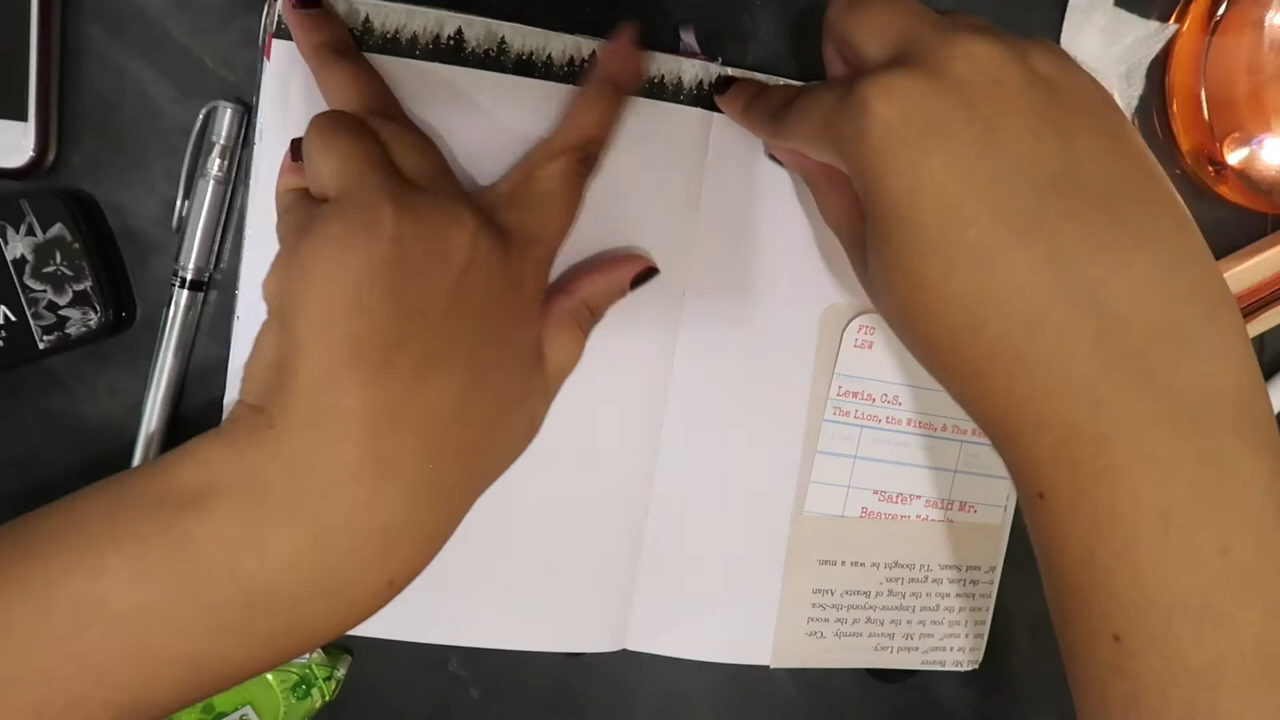 FIC
LEW
Lewis, C.S.
The Lion, the Witch, & The
"Safe?" said Mr.
Beaver; "don't
said Mr Beaver
is—he a man" asked Lucy.
a man" said Mr. Beaver sternly. "Cer-
not. I tell you he is the King of the wood
son of the great Emperor-beyond-the-Sea.
you know who is the King of Beasts? Aslan
—the Lion, the great Lion."
said Susan, "I'd thought he was a man.